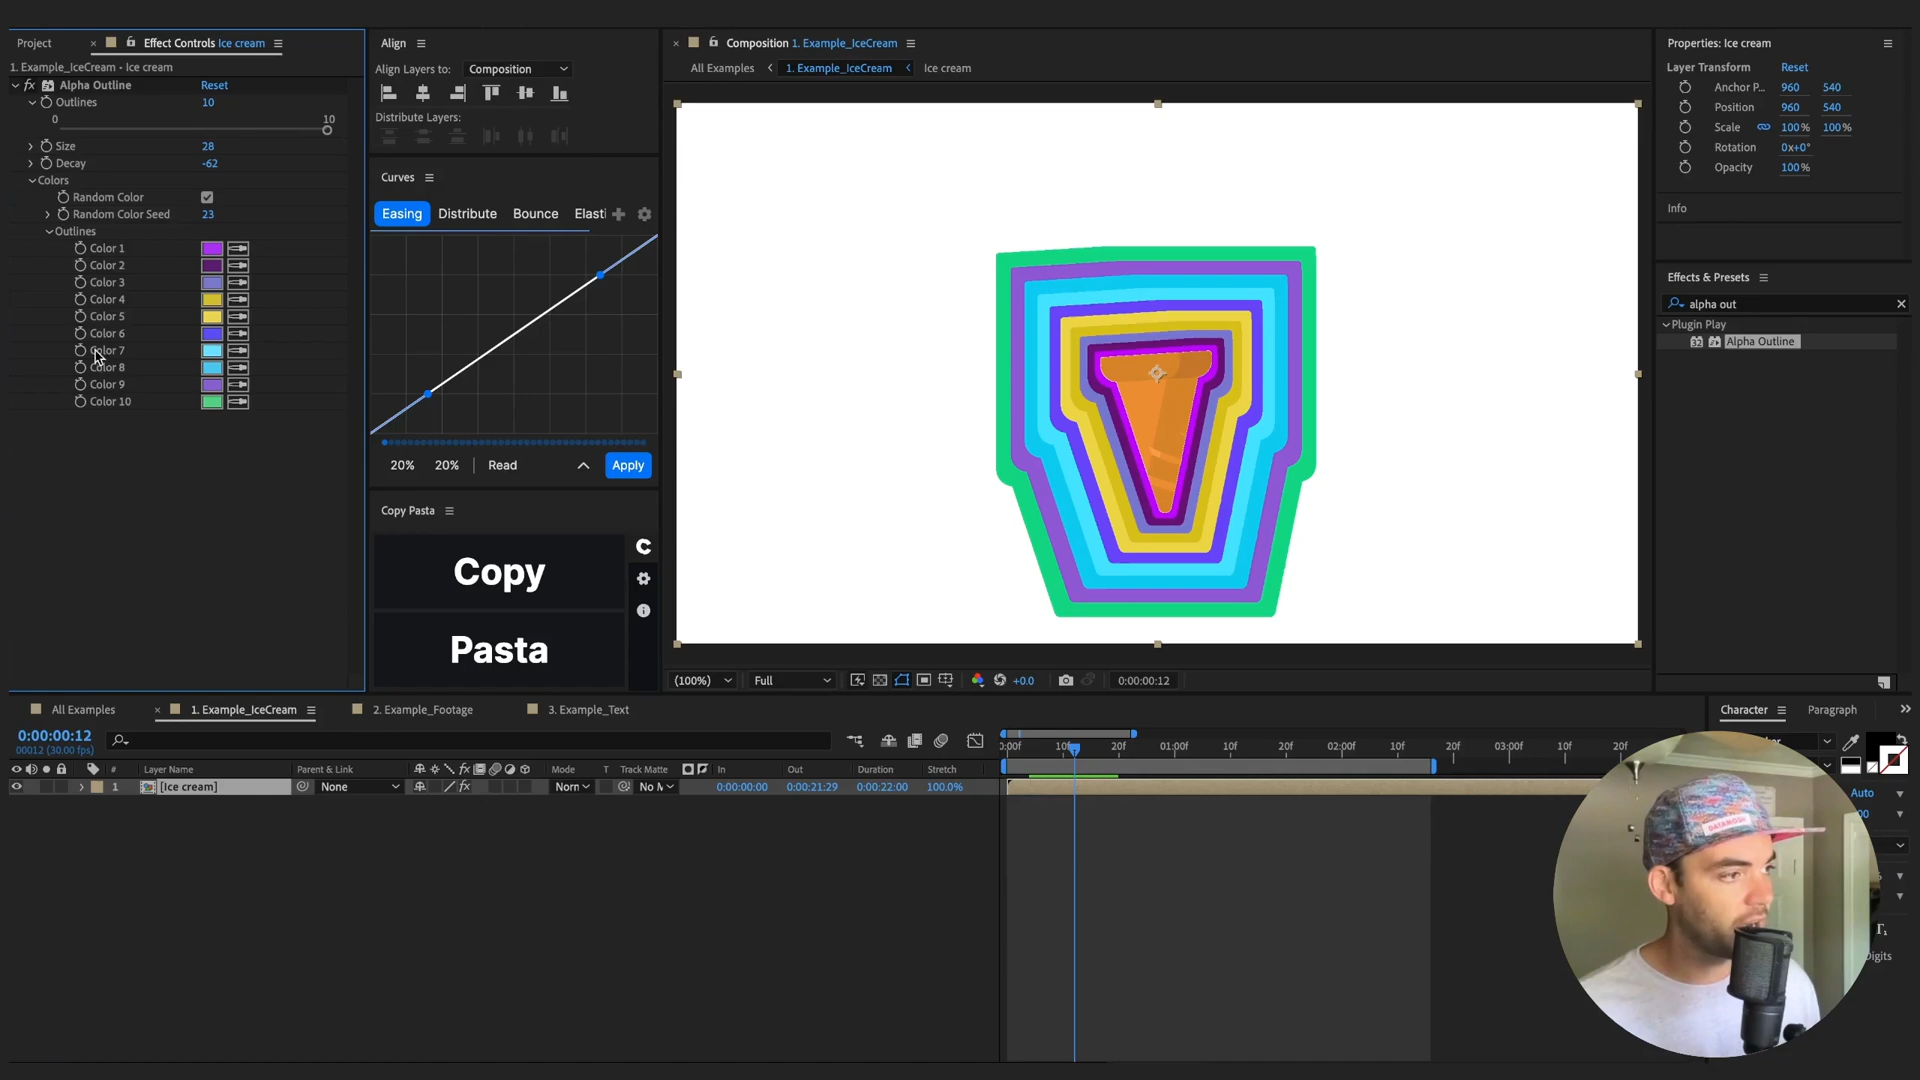 Project
× Effect Controls Ice cream
1. Example_IceCream • Ice cream
fx Alpha Outline Reset
Outlines 10
0 10
Size 28
Decay -62
Colors
Random Color
Random Color Seed 23
Outlines
Color 1
Color 2
Color 3
Color 4
Color 5
Color 6
Color 7
Color 8
Color 9
Color 10
Align
Align Layers to: Composition
Distribute Layers:
Curves
Easing Distribute Bounce Elasti
20% 20% Read Apply
Copy Pasta
Copy
Pasta
× Composition 1. Example_IceCream
All Examples 1. Example_IceCream Ice cream
(100%) Full +0.0 0:00:00:12
Properties: Ice cream
Layer Transform Reset
Anchor P... 960 540
Position 960 540
Scale 100% 100%
Rotation 0x+0°
Opacity 100%
Info
Effects & Presets
alpha out
Plugin Play
32 Alpha Outline
All Examples × 1. Example_IceCream 2. Example_Footage 3. Example_Text
0:00:00:12
00012 (30.00 fps)
# Layer Name Parent & Link fx Mode T Track Matte In Out Duration Stretch
1 [Ice cream] None fx Norn No M 0:00:00:00 0:00:21:29 0:00:22:00 100.0%
0:00f 10f 20f 01:00f 10f 20f 02:00f 10f 20f 03:00f 10f 20f
Character Paragraph
Auto
DATAMOSH
Digits